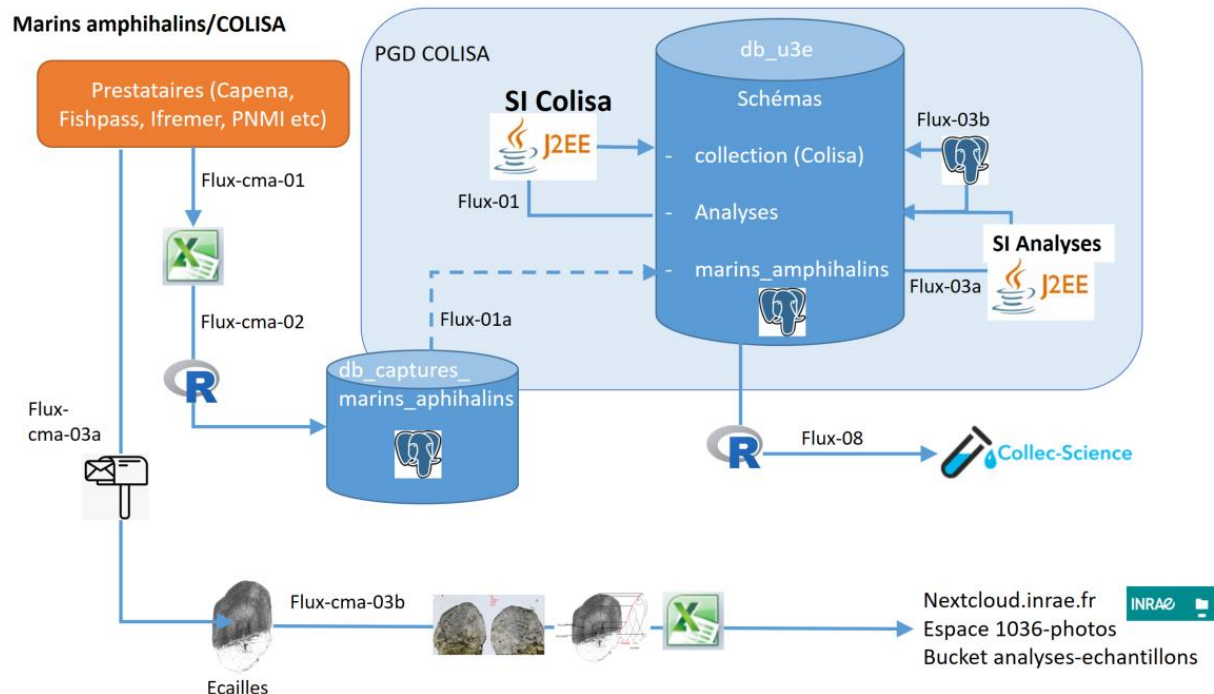 Marins amphihalins/COLISA
PGD COLISA
db_u3e
Prestataires (Capena,
Fishpass, Ifremer, PNMI etc)
SI Colisa
J2EE
Schémas
Flux-03b
- collection (Colisa)
Flux-cma-01
Flux-01
- Analyses
SI Analyses
J2EE
- marins_amphihalins
Flux-03a
Flux-cma-02
Flux-01a
R
db_captures_
marins_aphihalins
Flux-
cma-03a
R
Flux-08
Collec-Science
Flux-cma-03b
Ecailles
Nextcloud.inrae.fr
Espace 1036-photos
Bucket analyses-echantillons
INRAE